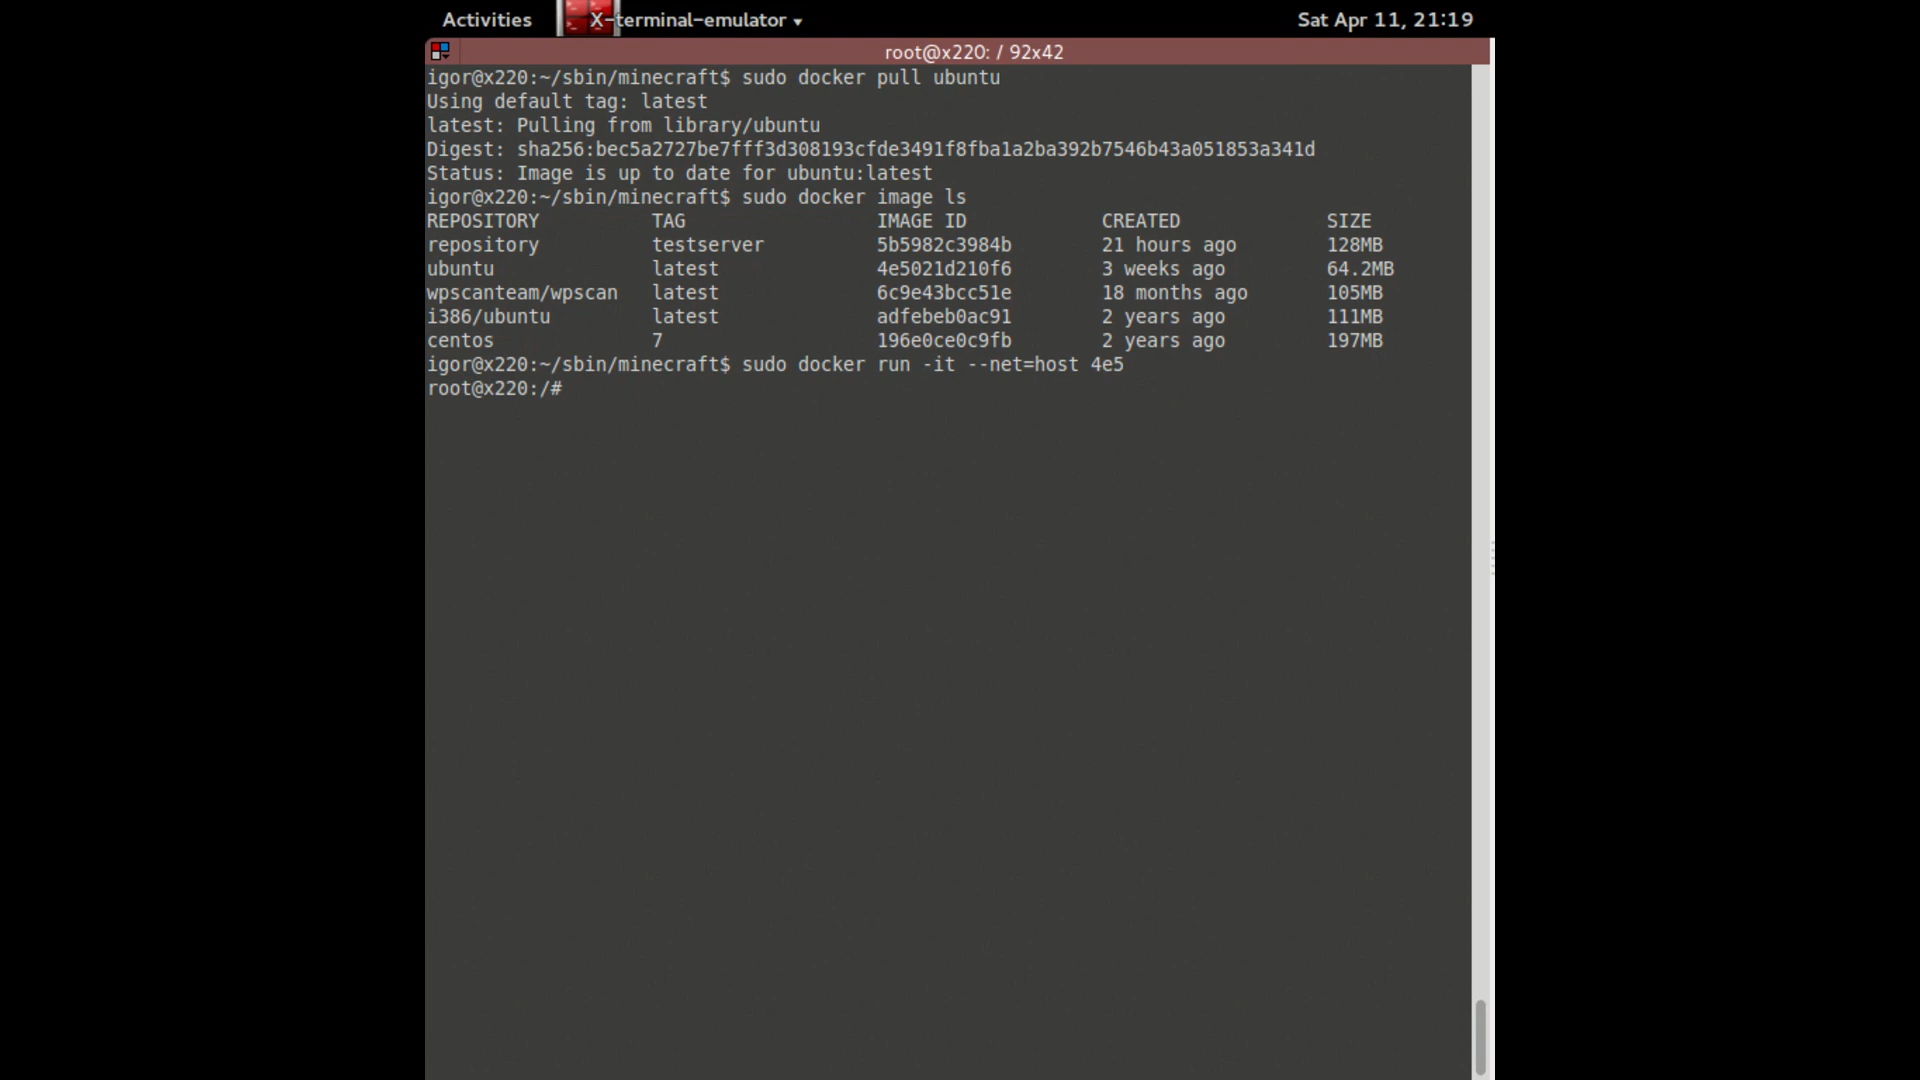 Activities X-terminal-emulator ▾ Sat Apr 11, 21:19
root@x220: / 92x42
igor@x220:~/sbin/minecraft$ sudo docker pull ubuntu
Using default tag: latest
latest: Pulling from library/ubuntu
Digest: sha256:bec5a2727be7fff3d308193cfde3491f8fba1a2ba392b7546b43a051853a341d
Status: Image is up to date for ubuntu:latest
igor@x220:~/sbin/minecraft$ sudo docker image ls
REPOSITORY TAG IMAGE ID CREATED SIZE
repository testserver 5b5982c3984b 21 hours ago 128MB
ubuntu latest 4e5021d210f6 3 weeks ago 64.2MB
wpscanteam/wpscan latest 6c9e43bcc51e 18 months ago 105MB
i386/ubuntu latest adfebeb0ac91 2 years ago 111MB
centos 7 196e0ce0c9fb 2 years ago 197MB
igor@x220:~/sbin/minecraft$ sudo docker run -it --net=host 4e5
root@x220:/#